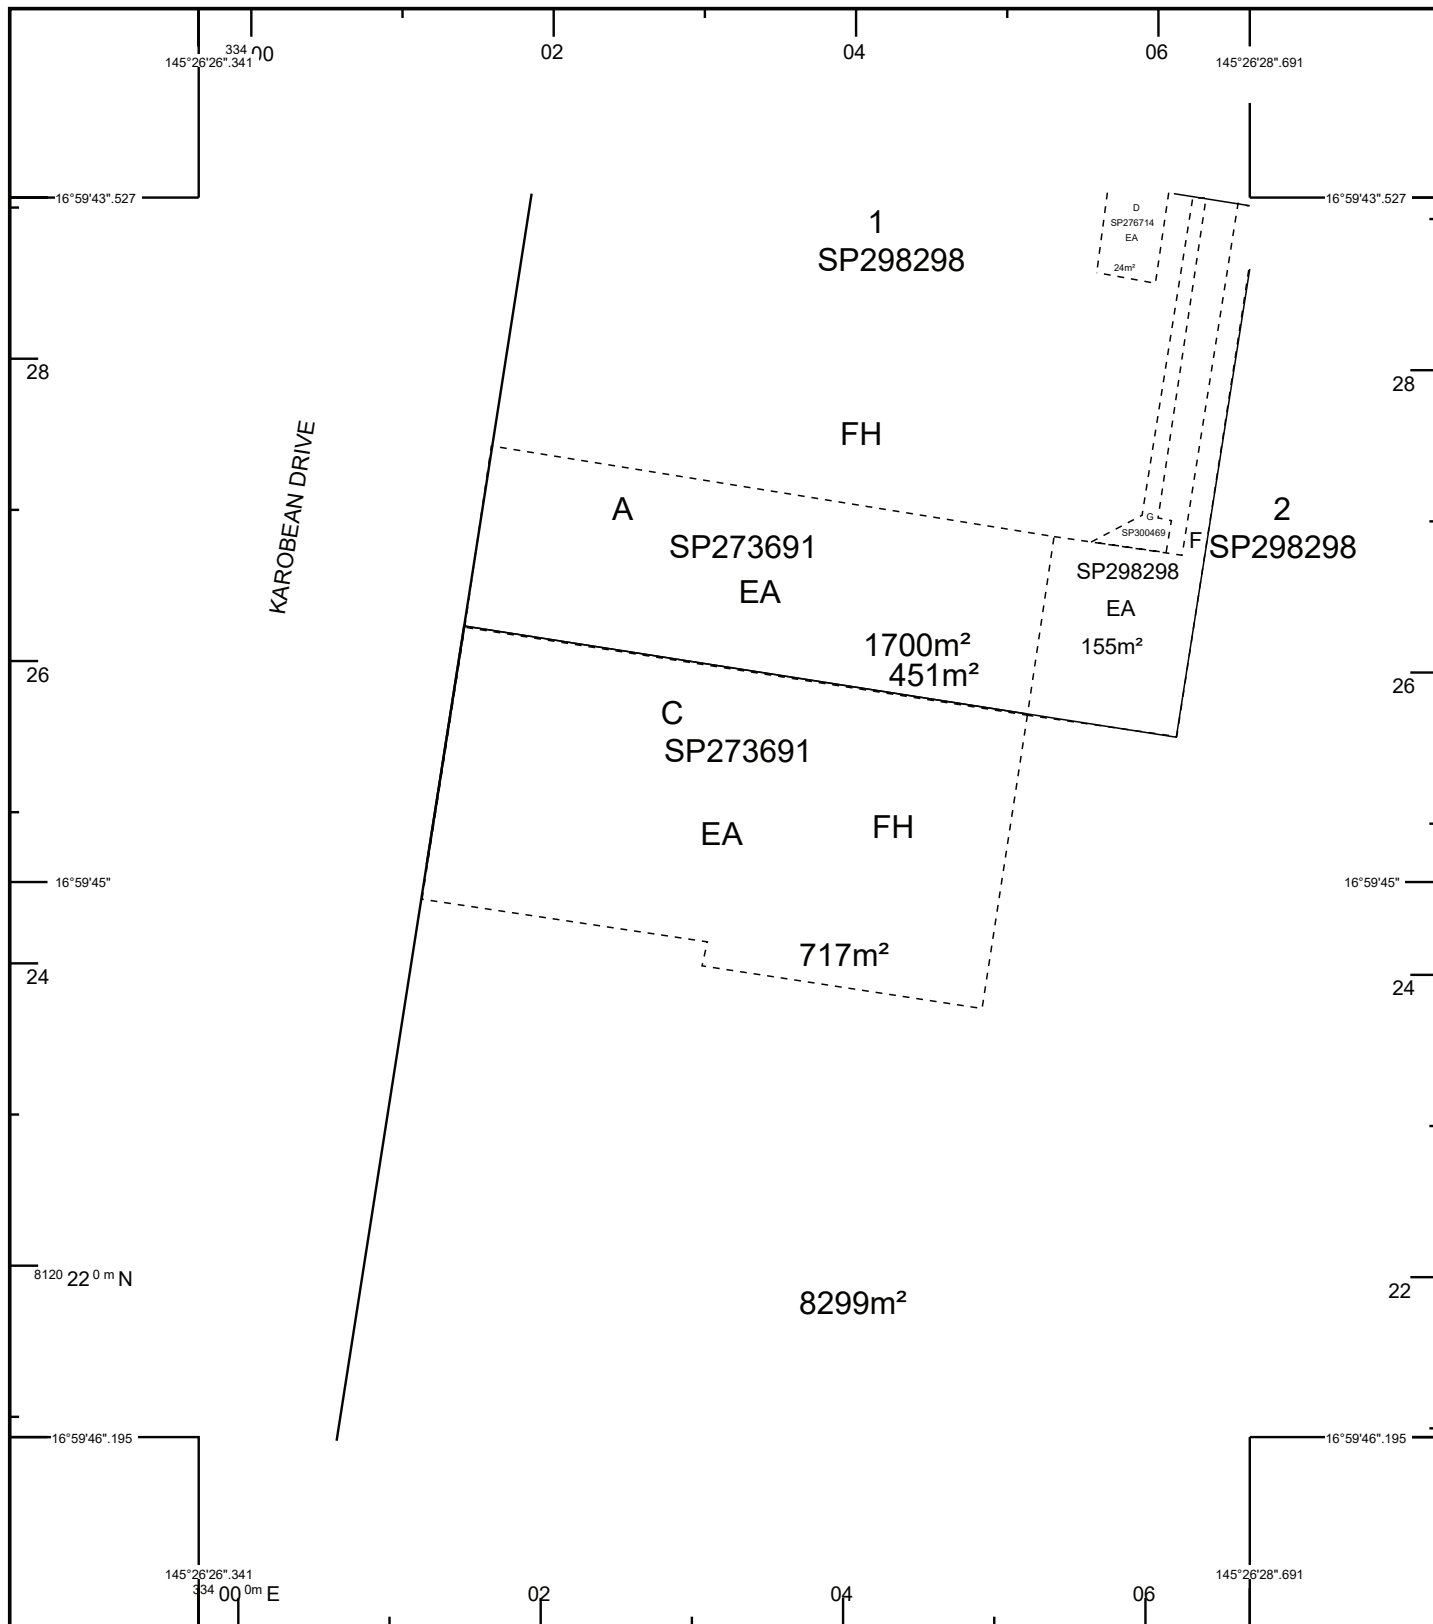 334 00
02
04
06
145°26'26".341
145°26'28".691
16°59'43".527
16°59'43".527
1
SP298298
D
SP276714
EA
24m²
28
28
KAROBEAN DRIVE
FH
A
SP273691
EA
G
SP300469
F
2
SP298298
SP298298
EA
155m²
1700m²
451m²
26
26
C
SP273691
EA
FH
16°59'45"
16°59'45"
717m²
24
24
8120 22 0 m N
22
8299m²
16°59'46".195
16°59'46".195
145°26'26".341
145°26'28".691
334 00 0m E
02
04
06